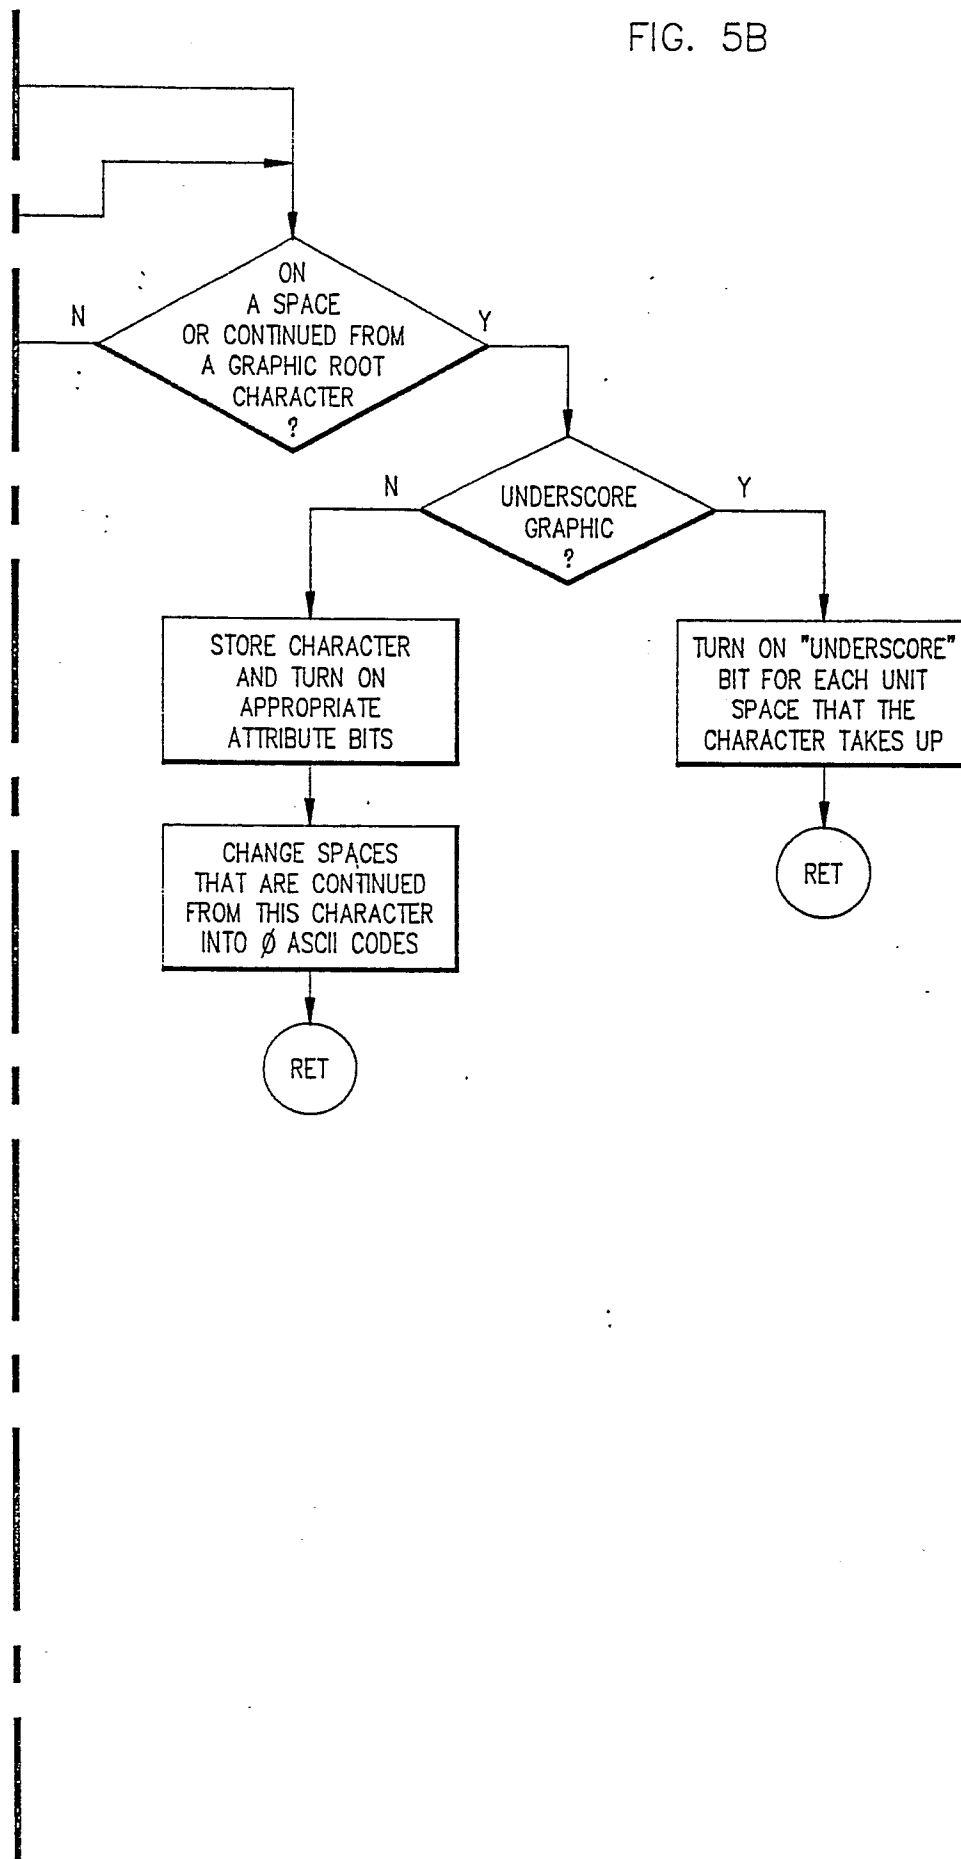 FIG. 5B
ON
A SPACE
OR CONTINUED FROM
A GRAPHIC ROOT
CHARACTER
?
N
Y
UNDERSCORE
GRAPHIC
?
N
Y
STORE CHARACTER
AND TURN ON
APPROPRIATE
ATTRIBUTE BITS
TURN ON "UNDERSCORE"
BIT FOR EACH UNIT
SPACE THAT THE
CHARACTER TAKES UP
CHANGE SPACES
THAT ARE CONTINUED
FROM THIS CHARACTER
INTO Ø ASCII CODES
RET
RET